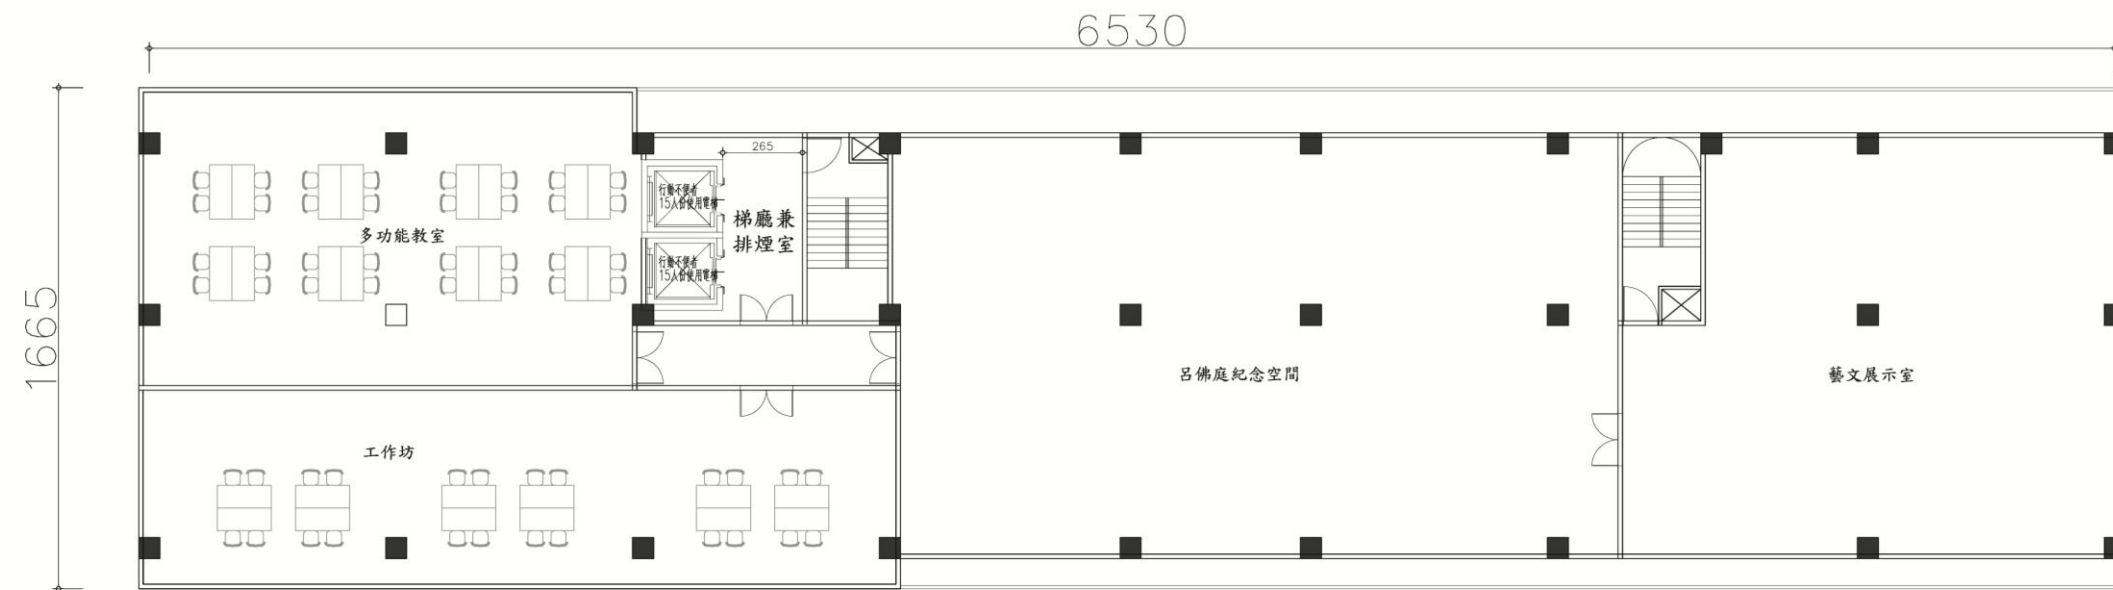 6530
265
行動不便者
15人份使用電梯
梯廳兼
排煙室
多功能教室
行動不便者
15人份使用電梯
1665
呂佛庭紀念空間
藝文展示室
工作坊